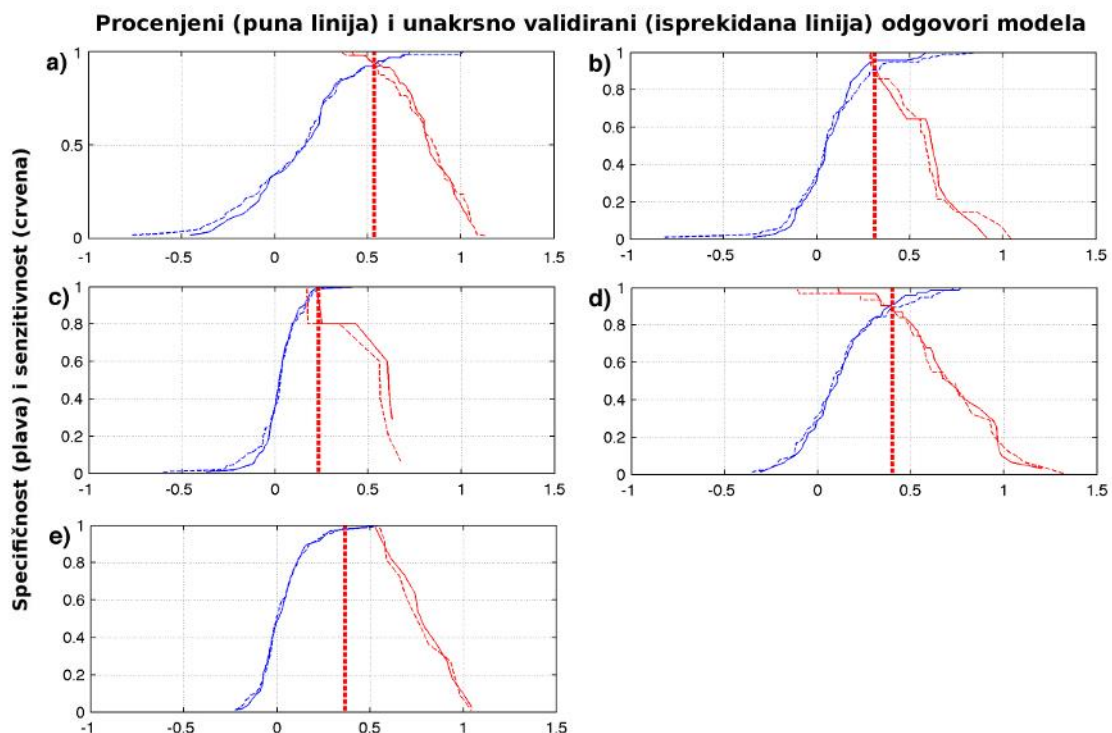 Procenjeni (puna linija) i unakrsno validirani (isprekidana linija) odgovori modela
Specifičnost (plava) i senzitivnost (crvena)
a)
1
0.5
0
-1 -0.5 0 0.5 1 1.5
b)
1
0.8
0.6
0.4
0.2
0
-1 -0.5 0 0.5 1 1.5
c)
1
0.8
0.6
0.4
0.2
0
-1 -0.5 0 0.5 1 1.5
d)
1
0.8
0.6
0.4
0.2
0
-1 -0.5 0 0.5 1 1.5
e)
1
0.8
0.6
0.4
0.2
0
-1 -0.5 0 0.5 1 1.5